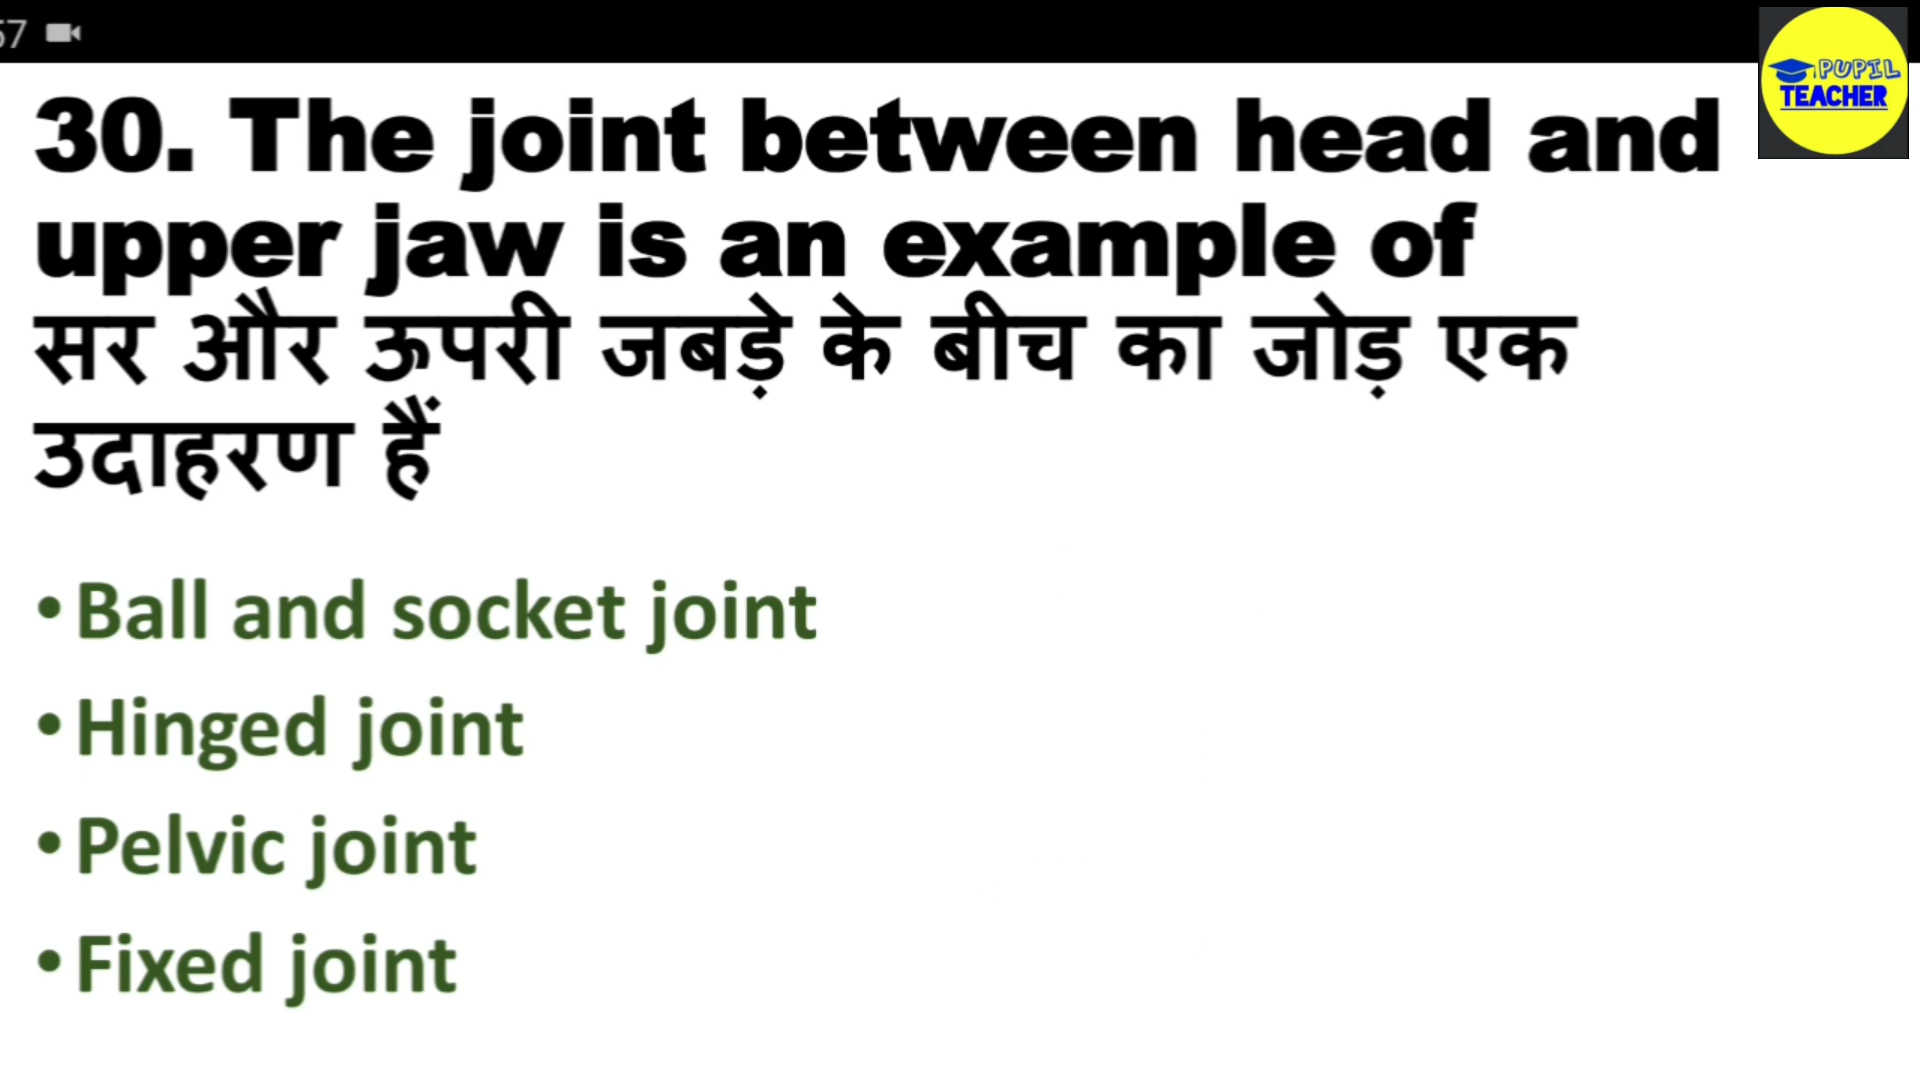 57
PUPIL
TEACHER
30. The joint between head and
upper jaw is an example of
सर और ऊपरी जबड़े के बीच का जोड़ एक
उदाहरण हैं
• Ball and socket joint
• Hinged joint
• Pelvic joint
• Fixed joint